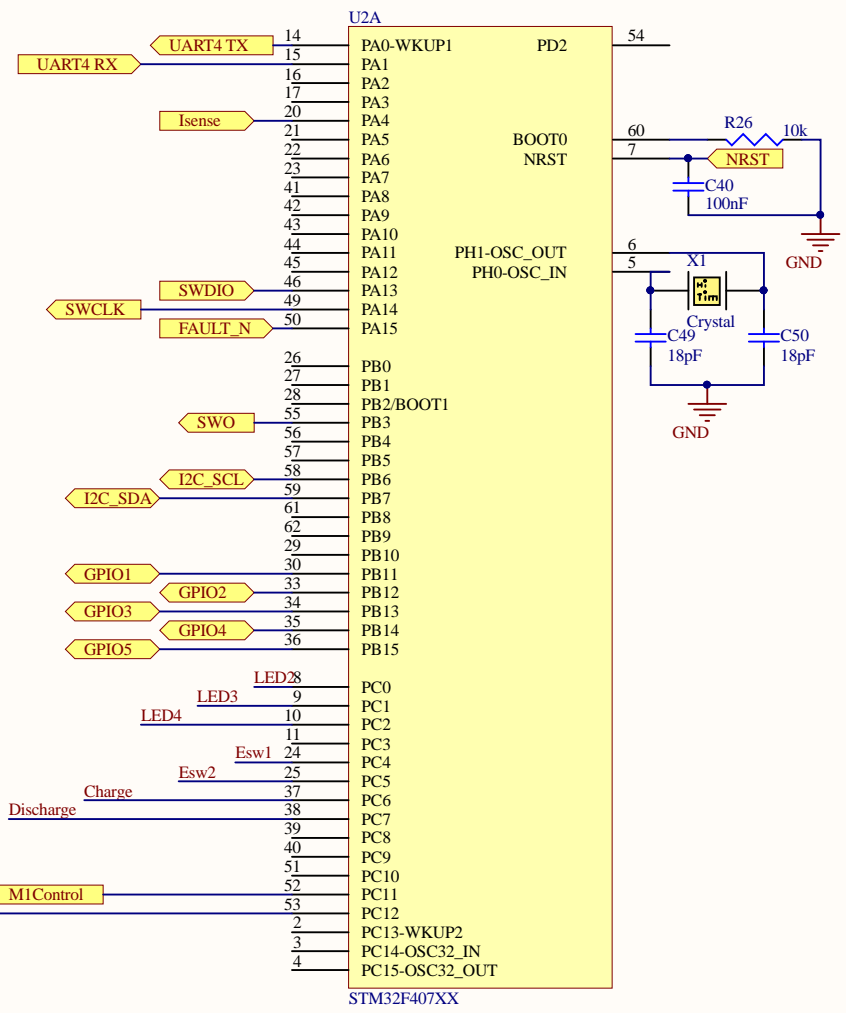 U2A
UART4 TX 14 PA0-WKUP1 PD2 54
UART4 RX 15 PA1
16 PA2
17 PA3
Isense 20 PA4
21 PA5 BOOT0 60 R26 10k
22 PA6 NRST 7 NRST
23 PA7
41 PA8 C40
42 PA9 100nF
43 PA10
44 PA11 PH1-OSC_OUT 6 GND
45 PA12 PH0-OSC_IN 5 X1
SWDIO 46 PA13 Hi Tim
SWCLK 49 PA14
FAULT_N 50 PA15 Crystal
C49 C50
18pF 18pF
26 PB0
27 PB1
28 PB2/BOOT1
SWO 55 PB3
56 PB4 GND
57 PB5
I2C_SCL 58 PB6
I2C_SDA 59 PB7
61 PB8
62 PB9
29 PB10
GPIO1 30 PB11
GPIO2 33 PB12
GPIO3 34 PB13
GPIO4 35 PB14
GPIO5 36 PB15
LED2 8 PC0
LED3 9 PC1
LED4 10 PC2
11 PC3
Esw1 24 PC4
Esw2 25 PC5
Charge 37 PC6
Discharge 38 PC7
39 PC8
40 PC9
51 PC10
M1Control 52 PC11
53 PC12
2 PC13-WKUP2
3 PC14-OSC32_IN
4 PC15-OSC32_OUT
STM32F407XX